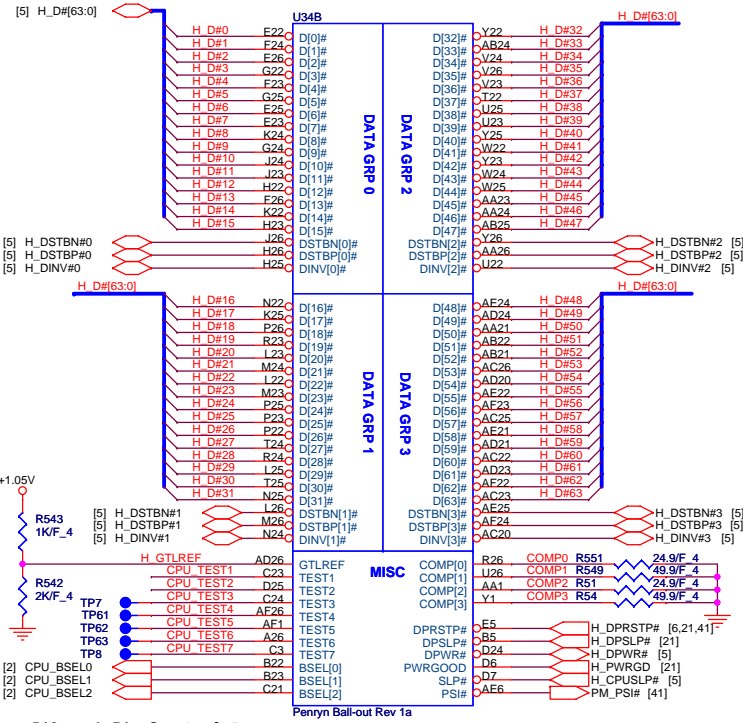 [5] H_D#[63:0]
U34B
H_D#[63:0]
H_D#0 E22 D[0]# D[32]# Y22 H_D#32
H_D#1 F24 D[1]# D[33]# AB24 H_D#33
H_D#2 E26 D[2]# D[34]# V24 H_D#34
H_D#3 G22 D[3]# D[35]# V26 H_D#35
H_D#4 F23 D[4]# D[36]# V23 H_D#36
H_D#5 G25 D[5]# D[37]# T22 H_D#37
H_D#6 E25 D[6]# D[38]# U25 H_D#38
H_D#7 E23 D[7]# D[39]# U23 H_D#39
H_D#8 K24 D[8]# D[40]# Y25 H_D#40
H_D#9 G24 D[9]# D[41]# W22 H_D#41
H_D#10 J24 D[10]# D[42]# Y23 H_D#42
H_D#11 J23 D[11]# D[43]# W24 H_D#43
H_D#12 H22 D[12]# D[44]# W25 H_D#44
H_D#13 F26 D[13]# D[45]# AA23 H_D#45
H_D#14 K22 D[14]# D[46]# AA24 H_D#46
H_D#15 H23 D[15]# D[47]# AB25 H_D#47
[5] H_DSTBN#0 J26 DSTBN[0]# DSTBN[2]# Y26 H_DSTBN#2 [5]
[5] H_DSTBP#0 H26 DSTBP[0]# DSTBP[2]# AA26 H_DSTBP#2 [5]
[5] H_DINV#0 H25 DINV[0]# DINV[2]# U22 H_DINV#2 [5]
DATA GRP 0
DATA GRP 2
H_D#[63:0]
H_D#[63:0]
H_D#16 N22 D[16]# D[48]# AE24 H_D#48
H_D#17 K25 D[17]# D[49]# AD24 H_D#49
H_D#18 P26 D[18]# D[50]# AA21 H_D#50
H_D#19 R23 D[19]# D[51]# AB22 H_D#51
H_D#20 L23 D[20]# D[52]# AB21 H_D#52
H_D#21 M24 D[21]# D[53]# AC26 H_D#53
H_D#22 L22 D[22]# D[54]# AD20 H_D#54
H_D#23 M23 D[23]# D[55]# AE22 H_D#55
H_D#24 P25 D[24]# D[56]# AF23 H_D#56
H_D#25 P23 D[25]# D[57]# AC25 H_D#57
H_D#26 P22 D[26]# D[58]# AE21 H_D#58
H_D#27 T24 D[27]# D[59]# AD21 H_D#59
H_D#28 R24 D[28]# D[60]# AC22 H_D#60
H_D#29 L25 D[29]# D[61]# AD23 H_D#61
H_D#30 T25 D[30]# D[62]# AF22 H_D#62
H_D#31 N25 D[31]# D[63]# AC23 H_D#63
[5] H_DSTBN#1 L26 DSTBN[1]# DSTBN[3]# AE25 H_DSTBN#3 [5]
[5] H_DSTBP#1 M26 DSTBP[1]# DSTBP[3]# AF24 H_DSTBP#3 [5]
[5] H_DINV#1 N24 DINV[1]# DINV[3]# AC20 H_DINV#3 [5]
DATA GRP 1
DATA GRP 3
+1.05V
R543
1K/F_4
R542
2K/F_4
MISC
H_GTLREF AD26 GTLREF COMP[0] R26 COMP0 R551 24.9/F_4
CPU_TEST1 C23 TEST1 COMP[1] U26 COMP1 R549 49.9/F_4
CPU_TEST2 D25 TEST2 COMP[2] AA1 COMP2 R51 24.9/F_4
TP7 CPU_TEST3 C24 TEST3 COMP[3] Y1 COMP3 R54 49.9/F_4
TP61 CPU_TEST4 AF26 TEST4
TP62 CPU_TEST5 AF1 TEST5 DPRSTP# E5 H_DPRSTP# [6,21,41]
TP63 CPU_TEST6 A26 TEST6 DPSLP# B5 H_DPSLP# [21]
TP8 CPU_TEST7 C3 TEST7 DPWR# D24 H_DPWR# [5]
[2] CPU_BSEL0 B22 BSEL[0] PWRGOOD D6 H_PWRGD [21]
[2] CPU_BSEL1 B23 BSEL[1] SLP# D7 H_CPUSLP# [5]
[2] CPU_BSEL2 C21 BSEL[2] PSI# AE6 PM_PSI# [41]
Penryn Ball-out Rev 1a